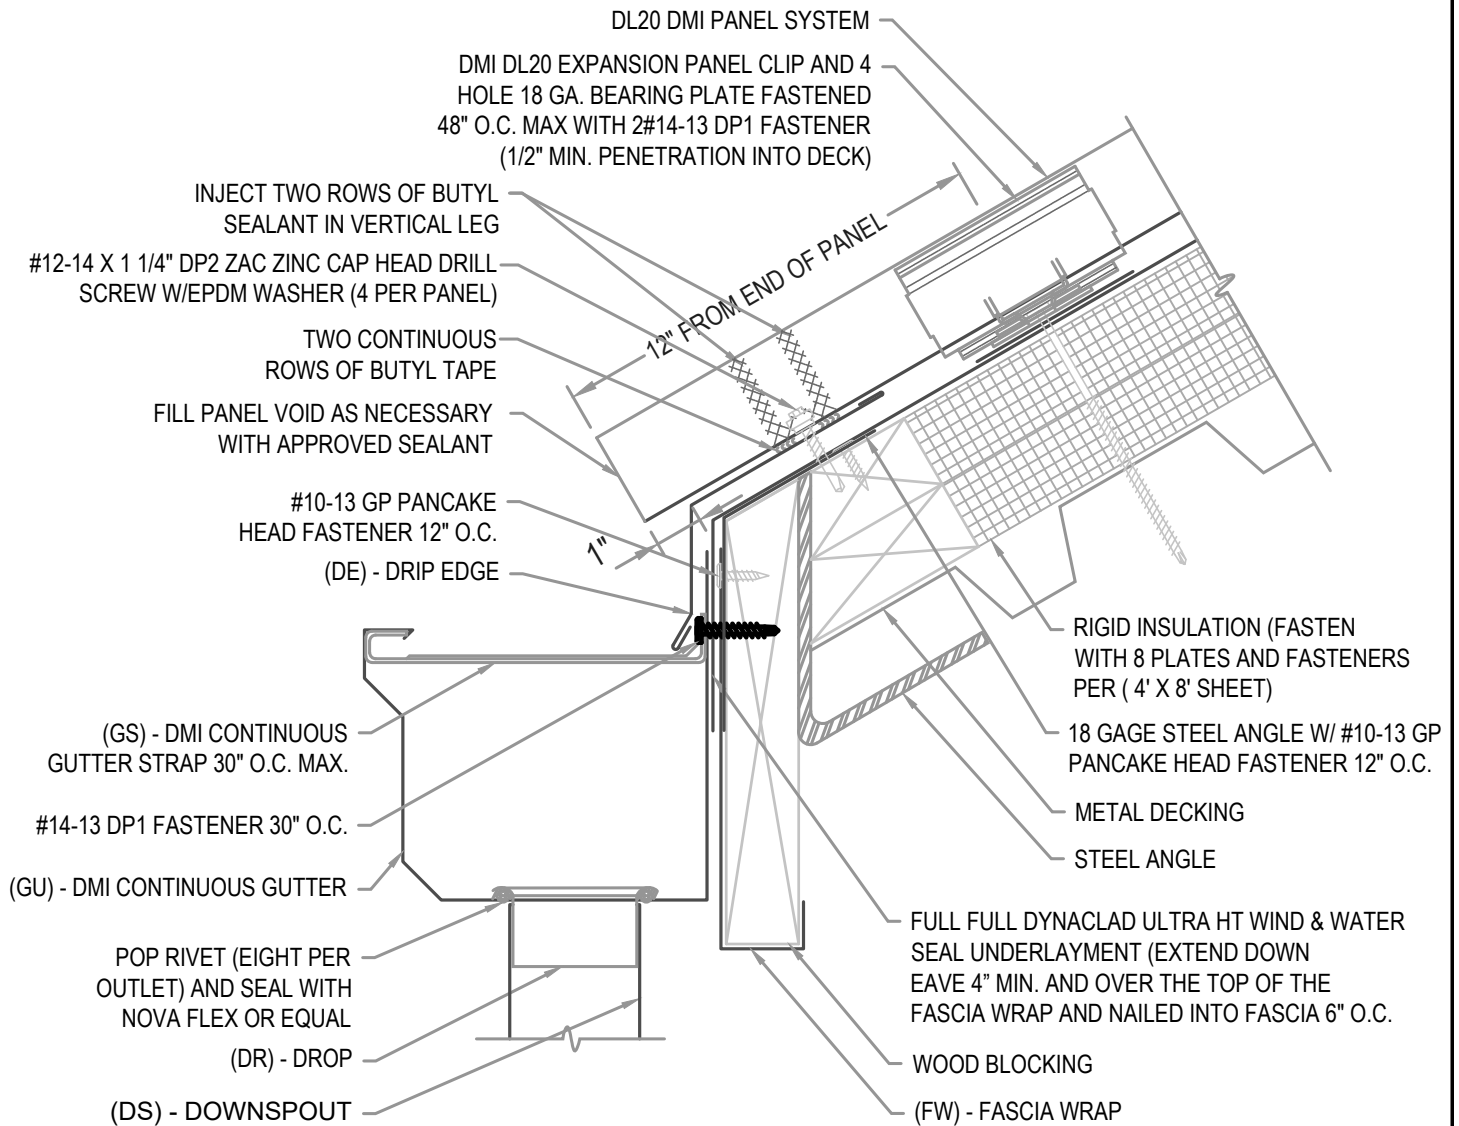 DL20 DMI PANEL SYSTEM
DMI DL20 EXPANSION PANEL CLIP AND 4
HOLE 18 GA. BEARING PLATE FASTENED
48" O.C. MAX WITH 2#14-13 DP1 FASTENER
(1/2" MIN. PENETRATION INTO DECK)
INJECT TWO ROWS OF BUTYL
SEALANT IN VERTICAL LEG
#12-14 X 1 1/4" DP2 ZAC ZINC CAP HEAD DRILL
SCREW W/EPDM WASHER (4 PER PANEL)
TWO CONTINUOUS
ROWS OF BUTYL TAPE
FILL PANEL VOID AS NECESSARY
WITH APPROVED SEALANT
#10-13 GP PANCAKE
HEAD FASTENER 12" O.C.
(DE) - DRIP EDGE
12" FROM END OF PANEL
1"
(GS) - DMI CONTINUOUS
GUTTER STRAP 30" O.C. MAX.
#14-13 DP1 FASTENER 30" O.C.
(GU) - DMI CONTINUOUS GUTTER
POP RIVET (EIGHT PER
OUTLET) AND SEAL WITH
NOVA FLEX OR EQUAL
(DR) - DROP
(DS) - DOWNSPOUT
RIGID INSULATION (FASTEN
WITH 8 PLATES AND FASTENERS
PER ( 4' X 8' SHEET)
18 GAGE STEEL ANGLE W/ #10-13 GP
PANCAKE HEAD FASTENER 12" O.C.
METAL DECKING
STEEL ANGLE
FULL FULL DYNACLAD ULTRA HT WIND & WATER
SEAL UNDERLAYMENT (EXTEND DOWN
EAVE 4” MIN. AND OVER THE TOP OF THE
FASCIA WRAP AND NAILED INTO FASCIA 6" O.C.
WOOD BLOCKING
(FW) - FASCIA WRAP